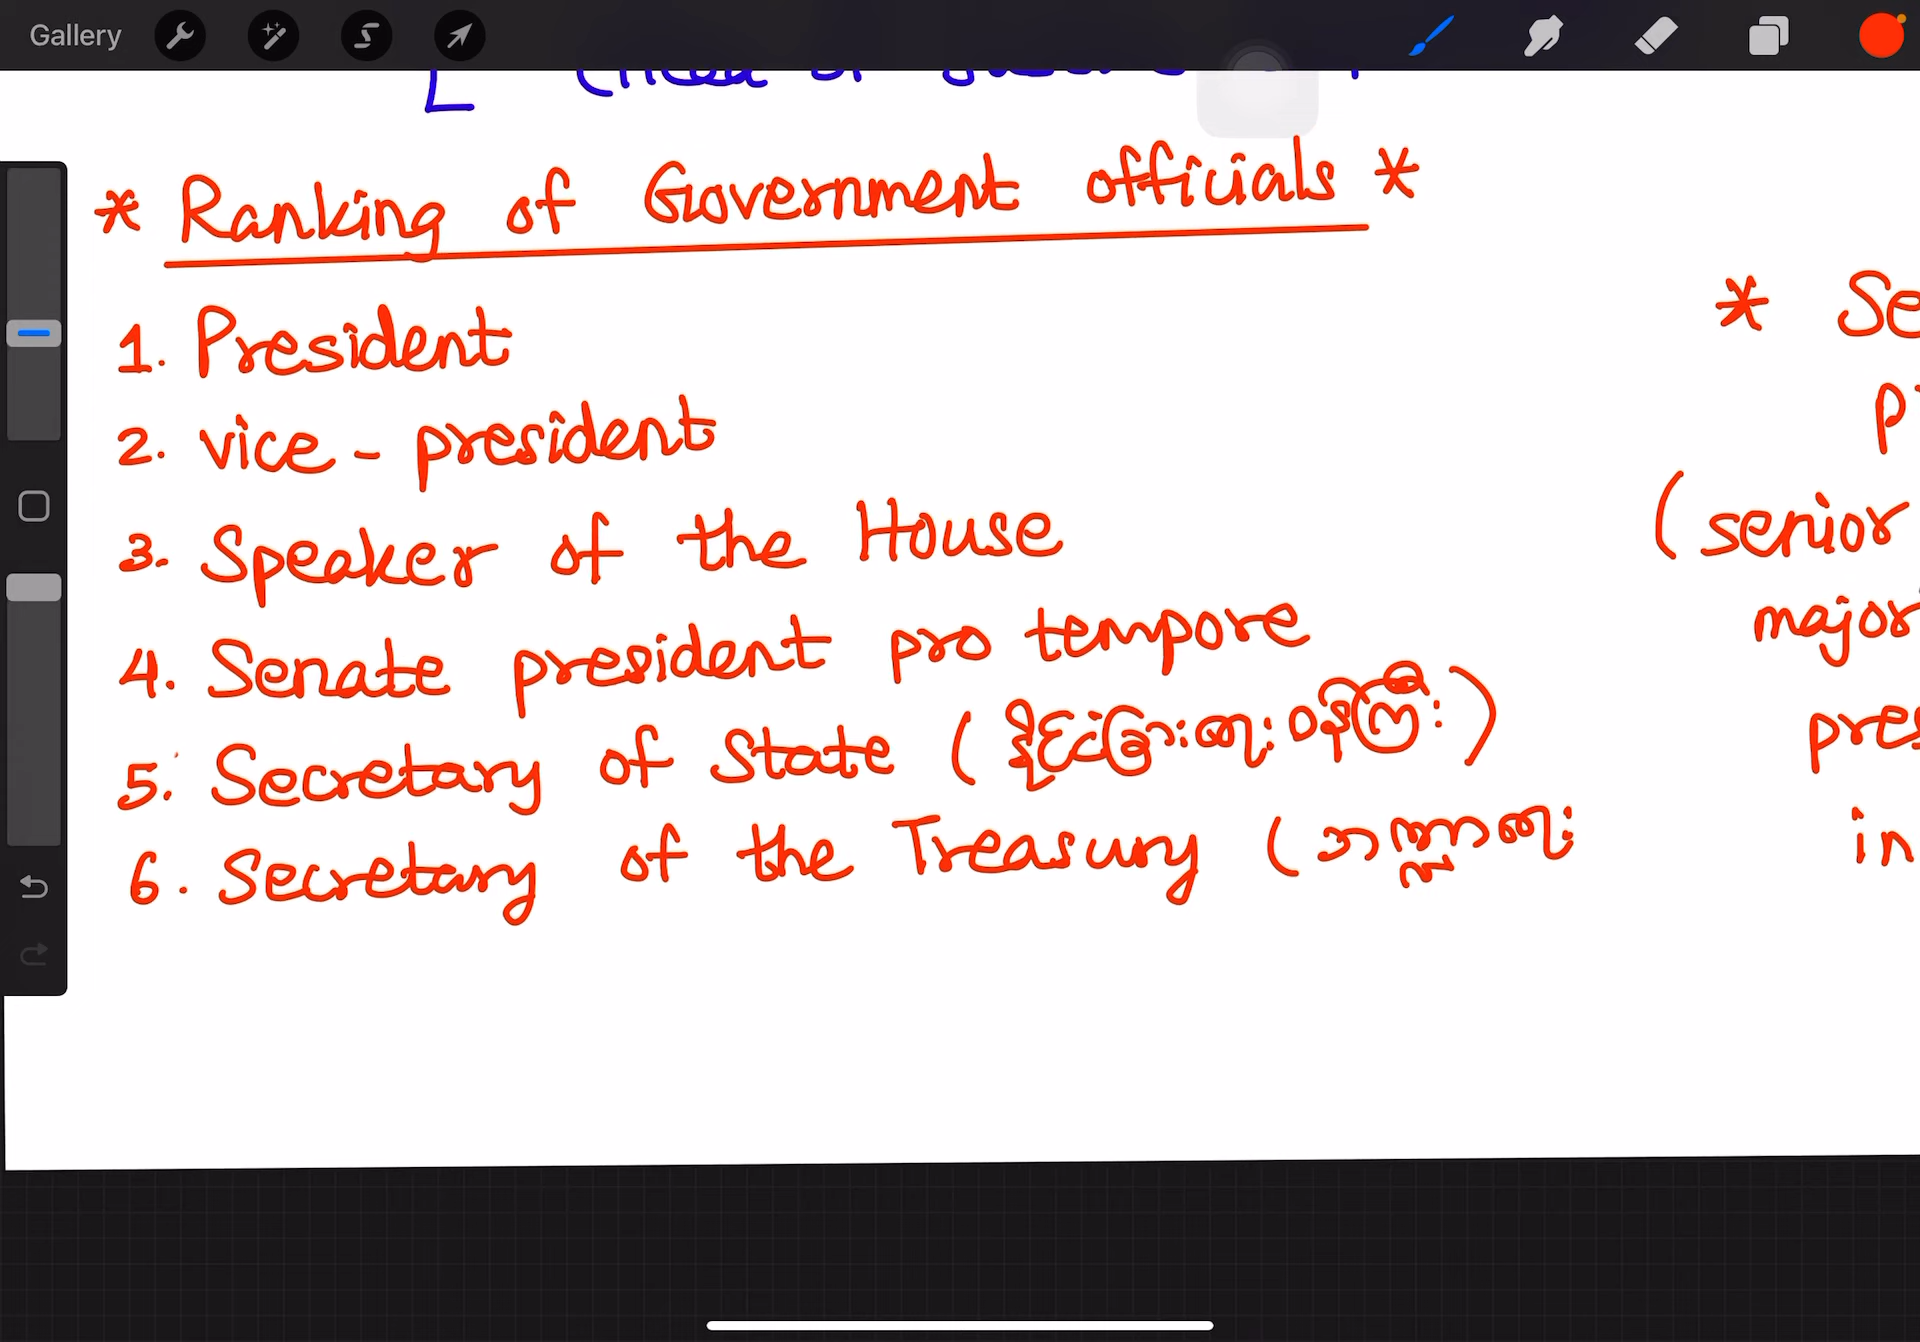 Gallery
* Ranking of Government officials *
1. President
2. vice - president
3. Speaker of the House
4. Senate president pro tempore
5. Secretary of State (နိုင်ငံခြားရေးဝန်ကြီး)
6. Secretary of the Treasury (ဘဏ္ဍာရေး
* Se
p
(senior
major
pres
in